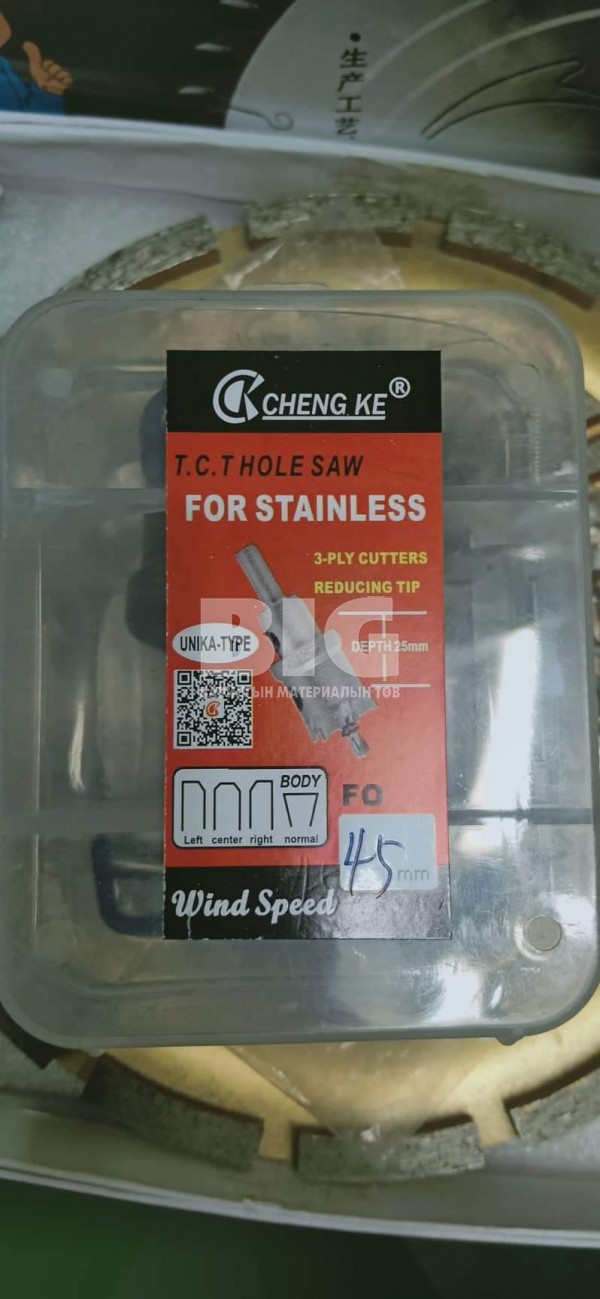 • 生产工艺
CHENG KE®
T.C.T HOLE SAW
FOR STAINLESS
3-PLY CUTTERS
REDUCING TIP
BIG
UNIKA-TYPE
DEPTH 25mm
МАТЕРИАЛЫН ТӨВ
BODY
Left center right normal
FO
45 mm
Wind Speed